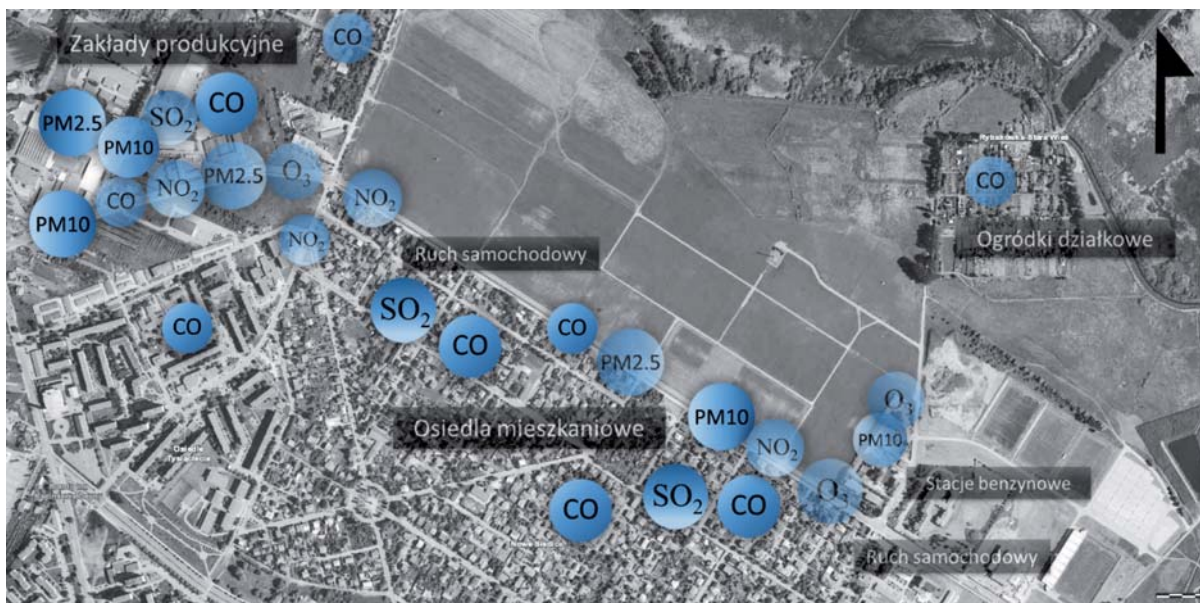 Zakłady produkcyjne
CO
PM2.5
SO₂
CO
PM10
CO
NO₂
PM2.5
O₃
NO₂
PM10
NO₂
CO
Ruch samochodowy
Ogródki działkowe
CO
SO₂
CO
CO
PM2.5
Osiedla mieszkaniowe
PM10
NO₂
O₃
PM10
CO
SO₂
CO
O₃
Stacje benzynowe
Ruch samochodowy
Osiedle